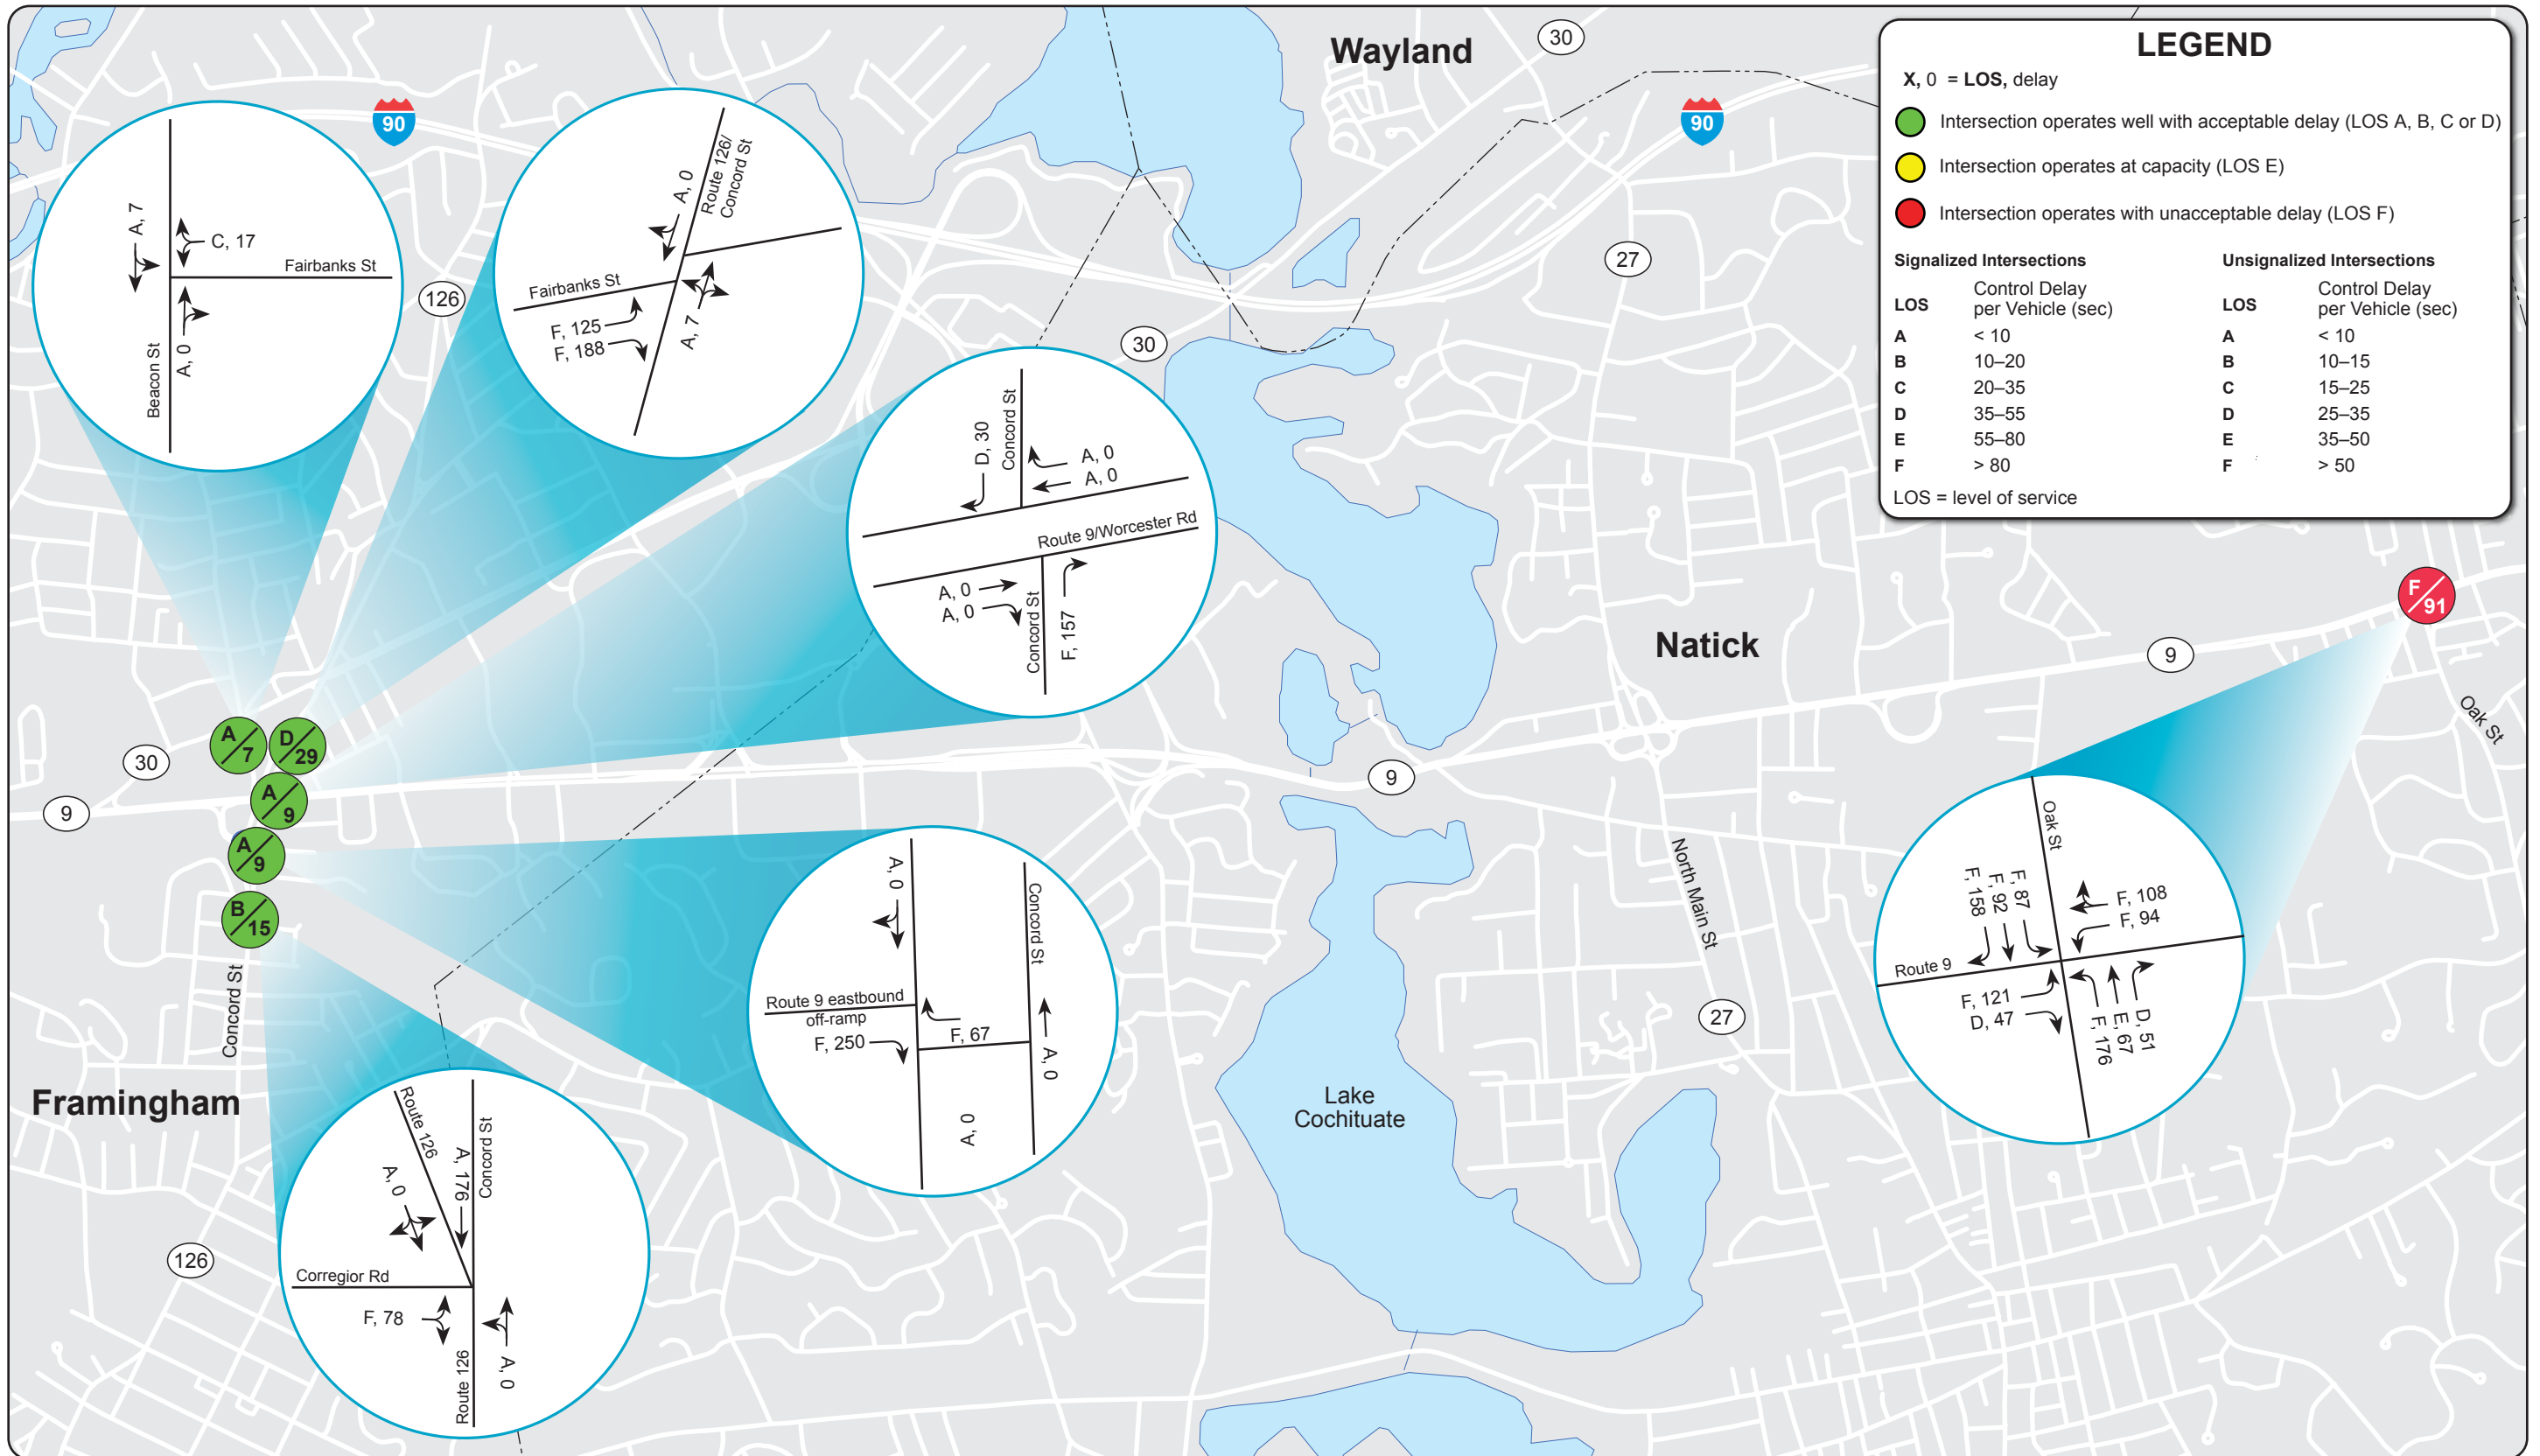 Wayland
30
90
90
126
30
27
LEGEND
X, 0 = LOS, delay
Intersection operates well with acceptable delay (LOS A, B, C or D)
Intersection operates at capacity (LOS E)
Intersection operates with unacceptable delay (LOS F)
Signalized Intersections
LOS
Control Delay
per Vehicle (sec)
A < 10
B 10–20
C 20–35
D 35–55
E 55–80
F > 80
Unsignalized Intersections
LOS
Control Delay
per Vehicle (sec)
A < 10
B 10–15
C 15–25
D 25–35
E 35–50
F > 50
LOS = level of service
A, 7
C, 17
Fairbanks St
Beacon St
A, 0
A, 0
Route 126/
Concord St
Fairbanks St
F, 125
F, 188
A, 7
D, 30
Concord St
A, 0
A, 0
Route 9/Worcester Rd
A, 0
A, 0
Concord St
F, 157
Natick
F/91
9
Oak St
A/7
D/29
30
A/9
9
9
A/9
B/15
Concord St
A, 0
Concord St
Route 9 eastbound
off-ramp
F, 250
F, 67
A, 0
A, 0
North Main St
27
Oak St
F, 158
F, 92
F, 87
F, 108
F, 94
Route 9
F, 121
D, 47
F, 176
E, 67
D, 51
Framingham
Lake
Cochituate
Route 126
A, 176
Concord St
A, 0
Corregior Rd
F, 78
Route 126
A, 0
126